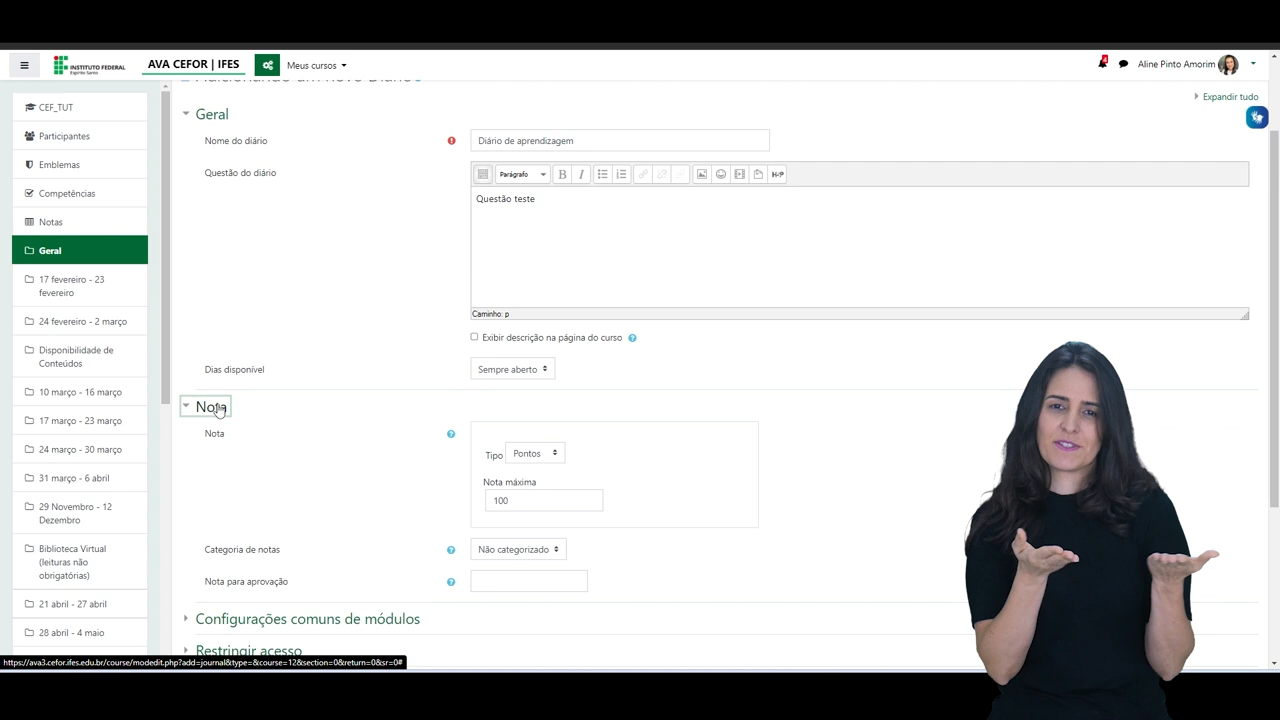 INSTITUTO FEDERAL
Espírito Santo
AVA CEFOR | IFES
Meus cursos
Aline Pinto Amorim
Expandir tudo
CEF_TUT
Participantes
Emblemas
Competências
Notas
Geral
17 fevereiro - 23
fevereiro
24 fevereiro - 2 março
Disponibilidade de
Conteúdos
10 março - 16 março
17 março - 23 março
24 março - 30 março
31 março - 6 abril
29 Novembro - 12
Dezembro
Biblioteca Virtual
(leituras não
obrigatórias)
21 abril - 27 abril
28 abril - 4 maio
Geral
Nome do diário
Diário de aprendizagem
Questão do diário
Parágrafo
B I
H-P
Questão teste
Caminho: p
Exibir descrição na página do curso
Dias disponível
Sempre aberto
Nota
Nota
Tipo Pontos
Nota máxima
100
Categoria de notas
Não categorizado
Nota para aprovação
Configurações comuns de módulos
Restringir acesso
https://ava3.cefor.ifes.edu.br/course/modedit.php?add=journal&type=&course=12&section=0&return=0&sr=0#